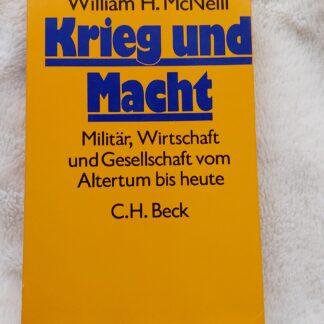 William H. McNeill
Krieg und
Macht
Militär, Wirtschaft
und Gesellschaft vom
Altertum bis heute
C.H. Beck